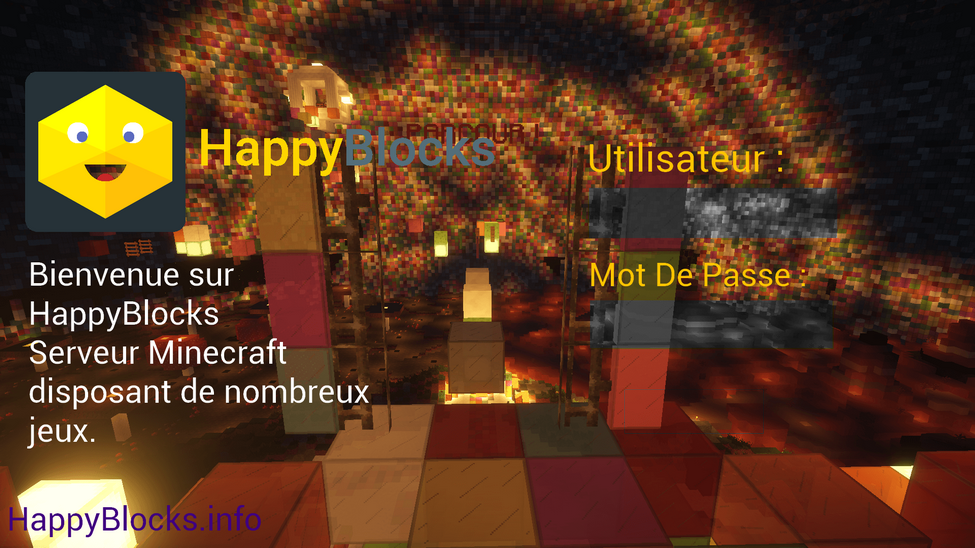 HappyBlocks
Utilisateur :
Mot De Passe :
Bienvenue sur
HappyBlocks
Serveur Minecraft
disposant de nombreux
jeux.
HappyBlocks.info